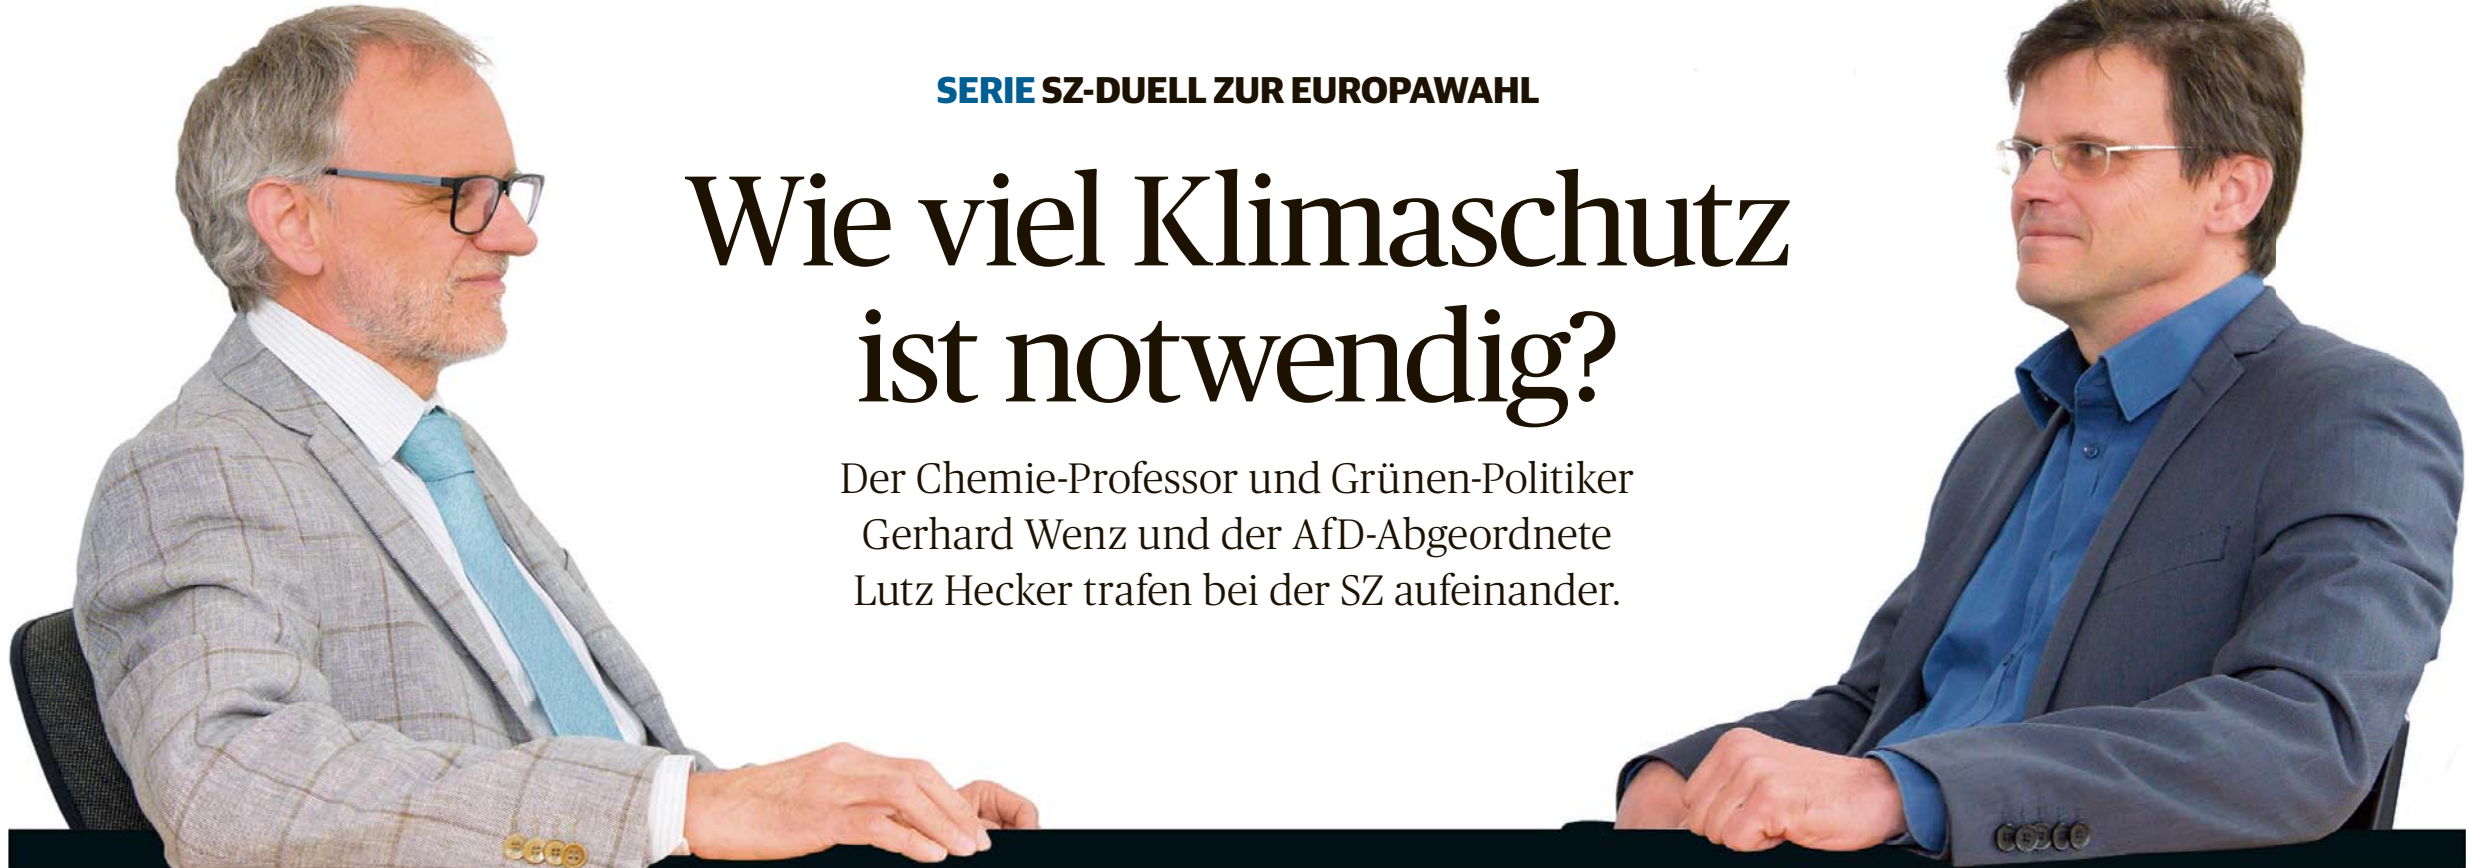 SERIE SZ-DUELL ZUR EUROPAWAHL
Wie viel Klimaschutz
ist notwendig?
Der Chemie-Professor und Grünen-Politiker
Gerhard Wenz und der AfD-Abgeordnete
Lutz Hecker trafen bei der SZ aufeinander.